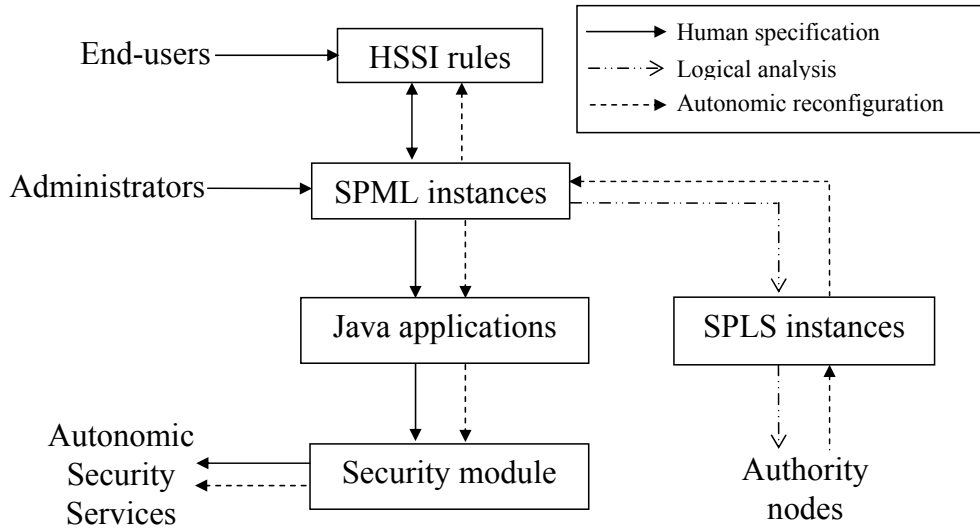 End-users
HSSI rules
Human specification
Logical analysis
Autonomic reconfiguration
Administrators
SPML instances
Java applications
SPLS instances
Autonomic
Security
Services
Security module
Authority
nodes